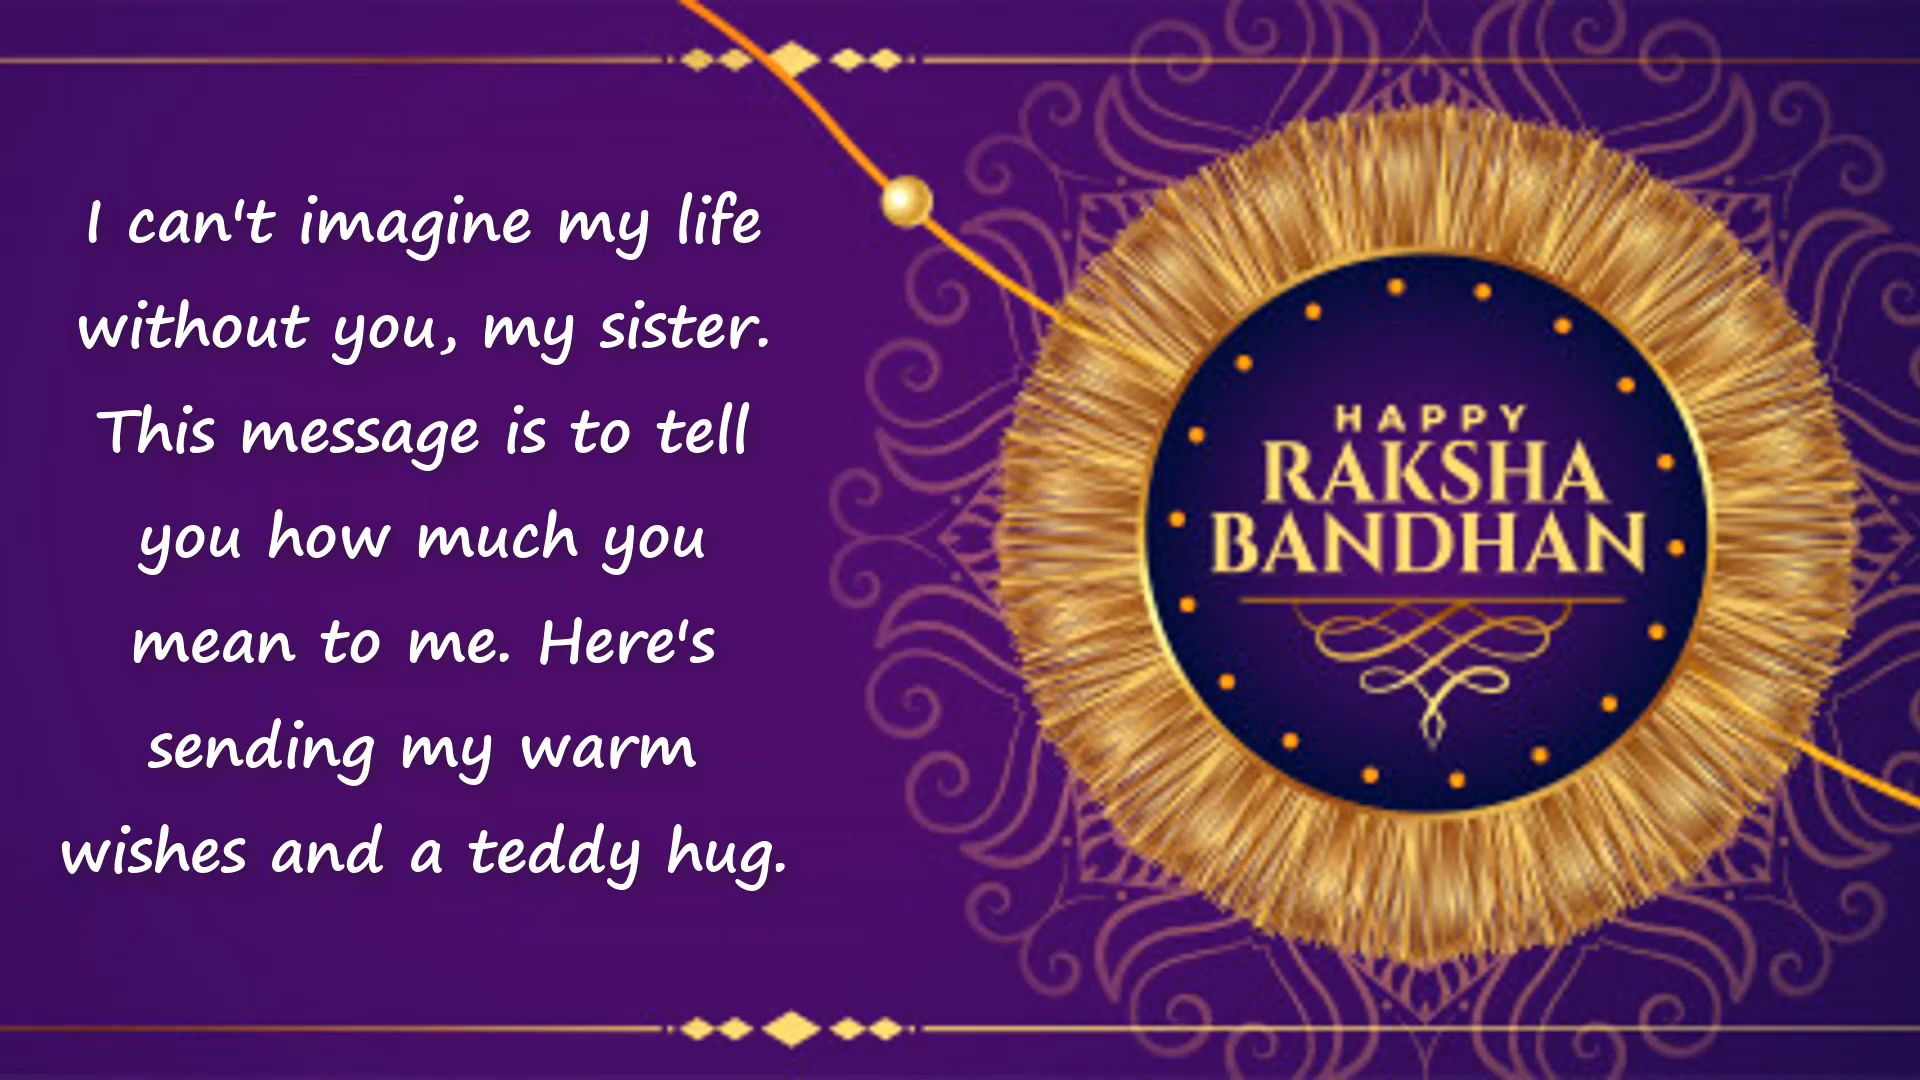 I can't imagine my life
without you, my sister.
This message is to tell
you how much you
mean to me. Here's
sending my warm
wishes and a teddy hug.
HAPPY
RAKSHA
BANDHAN